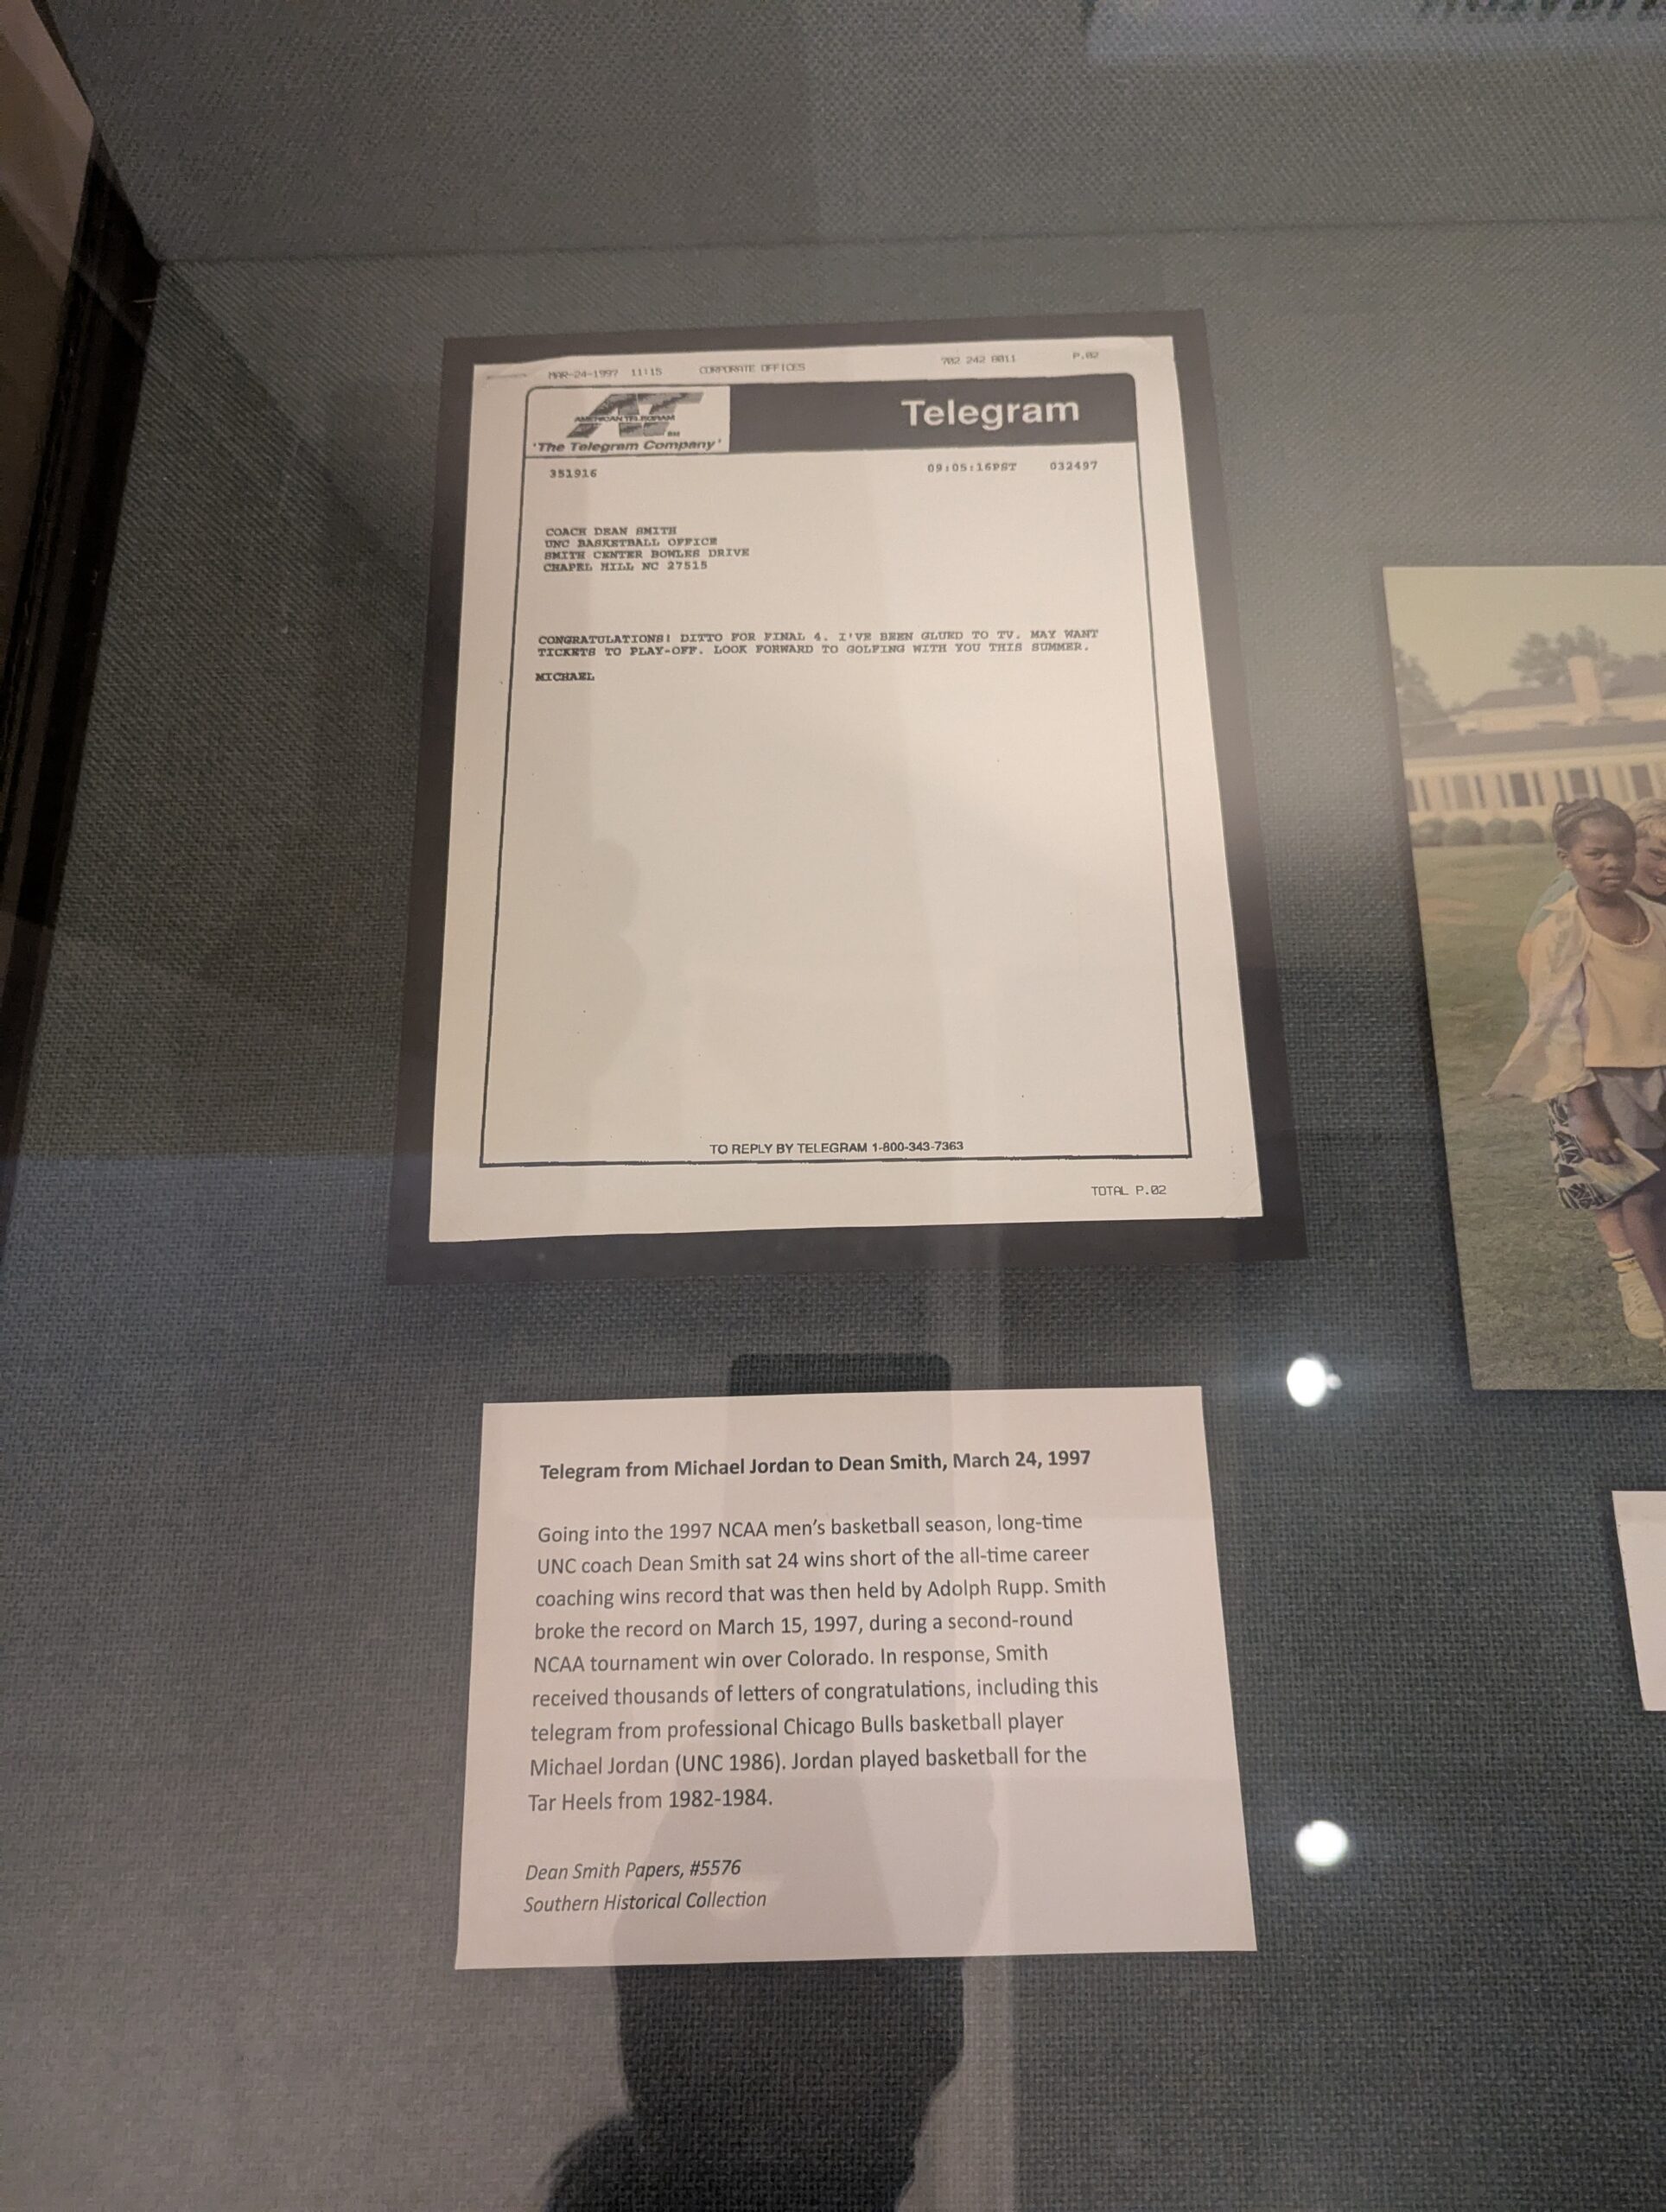 MAR-24-1997 11:15 CORPORATE OFFICES 702 242 8011 P.02
AMERICAN TELEGRAM
'The Telegram Company'
Telegram
351916 09:05:16PST 032497
COACH DEAN SMITH
UNC BASKETBALL OFFICE
SMITH CENTER BOWLES DRIVE
CHAPEL HILL NC 27515
CONGRATULATIONS! DITTO FOR FINAL 4. I'VE BEEN GLUED TO TV. MAY WANT
TICKETS TO PLAY-OFF. LOOK FORWARD TO GOLFING WITH YOU THIS SUMMER.
MICHAEL
TO REPLY BY TELEGRAM 1-800-343-7363
TOTAL P.02
Telegram from Michael Jordan to Dean Smith, March 24, 1997
Going into the 1997 NCAA men's basketball season, long-time
UNC coach Dean Smith sat 24 wins short of the all-time career
coaching wins record that was then held by Adolph Rupp. Smith
broke the record on March 15, 1997, during a second-round
NCAA tournament win over Colorado. In response, Smith
received thousands of letters of congratulations, including this
telegram from professional Chicago Bulls basketball player
Michael Jordan (UNC 1986). Jordan played basketball for the
Tar Heels from 1982-1984.
Dean Smith Papers, #5576
Southern Historical Collection